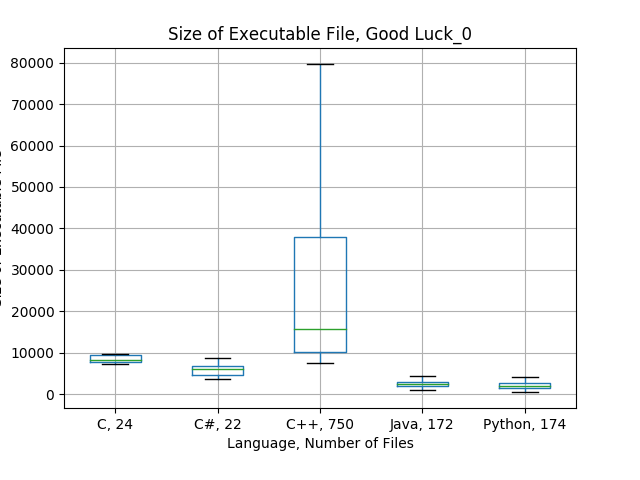 Size of Executable File, Good Luck_0
80000
70000
60000
50000
40000
30000
20000
10000
0
C, 24
C#, 22
C++, 750
Java, 172
Python, 174
Language, Number of Files